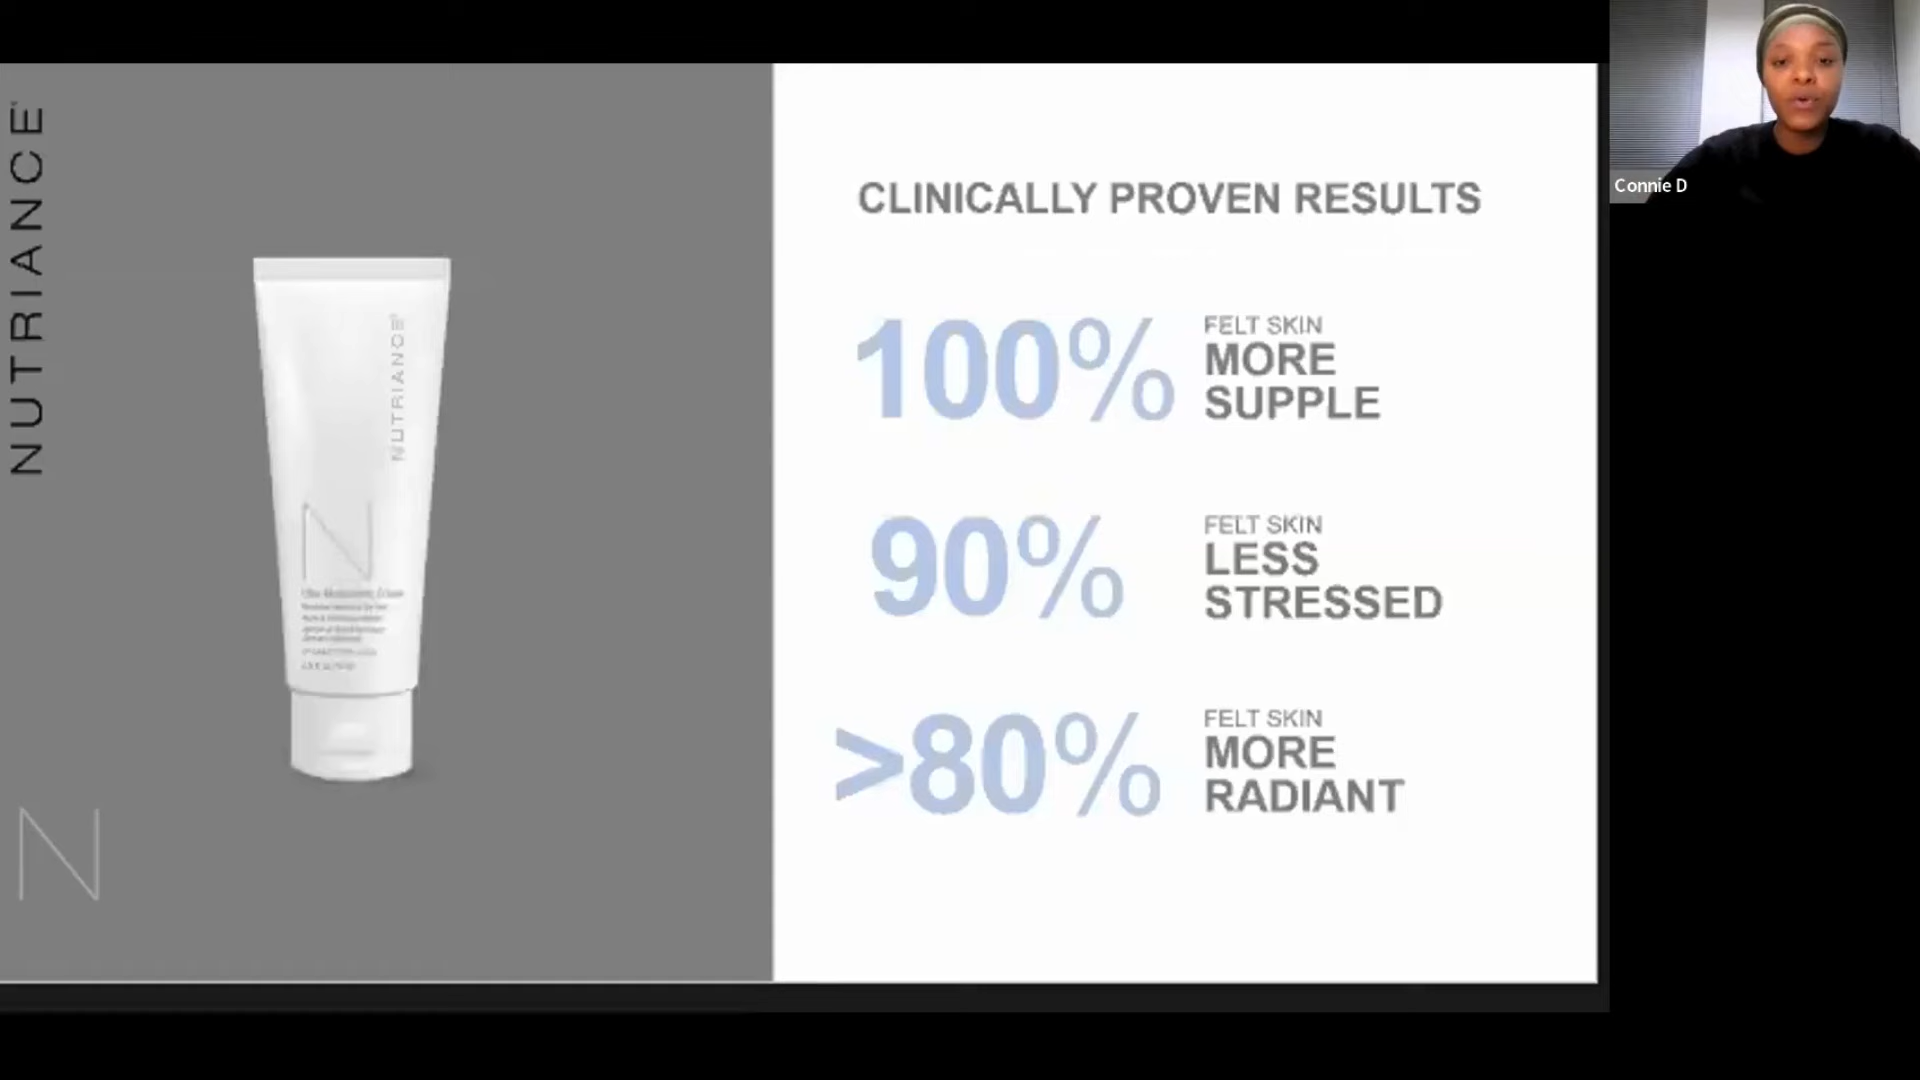 NUTRIANCE
NUTRIANCE
N
N
CLINICALLY PROVEN RESULTS
100%
FELT SKIN
MORE
SUPPLE
90%
FELT SKIN
LESS
STRESSED
>80%
FELT SKIN
MORE
RADIANT
Connie D